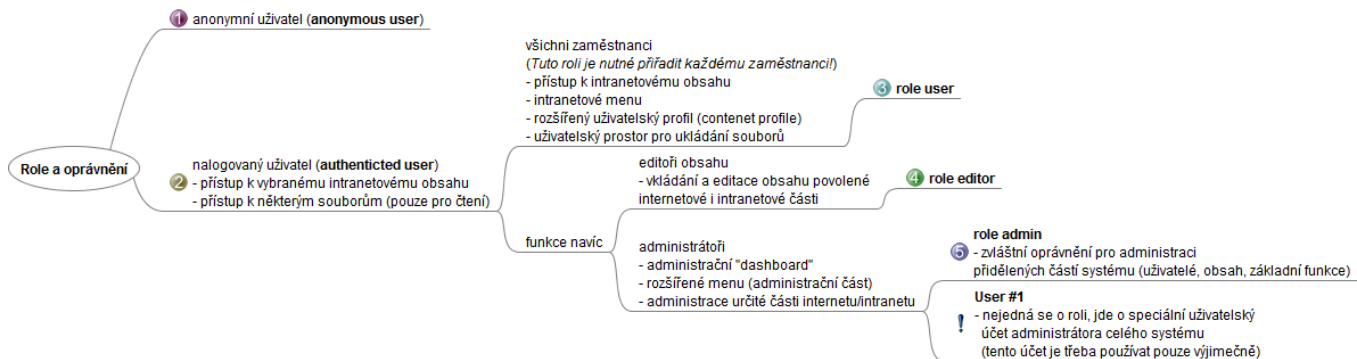 Role a oprávnění
1 anonymní uživatel (anonymous user)
nalogovaný uživatel (authenticted user)
2 - přístup k vybranému intranetovému obsahu
- přístup k některým souborům (pouze pro čtení)
všichni zaměstnanci
(Tuto roli je nutné přiřadit každému zaměstnanci!)
- přístup k intranetovému obsahu
- intranetové menu
- rozšířený uživatelský profil (contenet profile)
- uživatelský prostor pro ukládání souborů
3 role user
funkce navíc
editoři obsahu
- vkládání a editace obsahu povolené
internetové i intranetové části
4 role editor
administrátoři
- administrační "dashboard"
- rozšířené menu (administrační část)
- administrace určité části internetu/intranetu
role admin
5 - zvláštní oprávnění pro administraci
přidělených částí systému (uživatelé, obsah, základní funkce)
User #1
! - nejedná se o roli, jde o speciální uživatelský
účet administrátora celého systému
(tento účet je třeba používat pouze výjimečně)